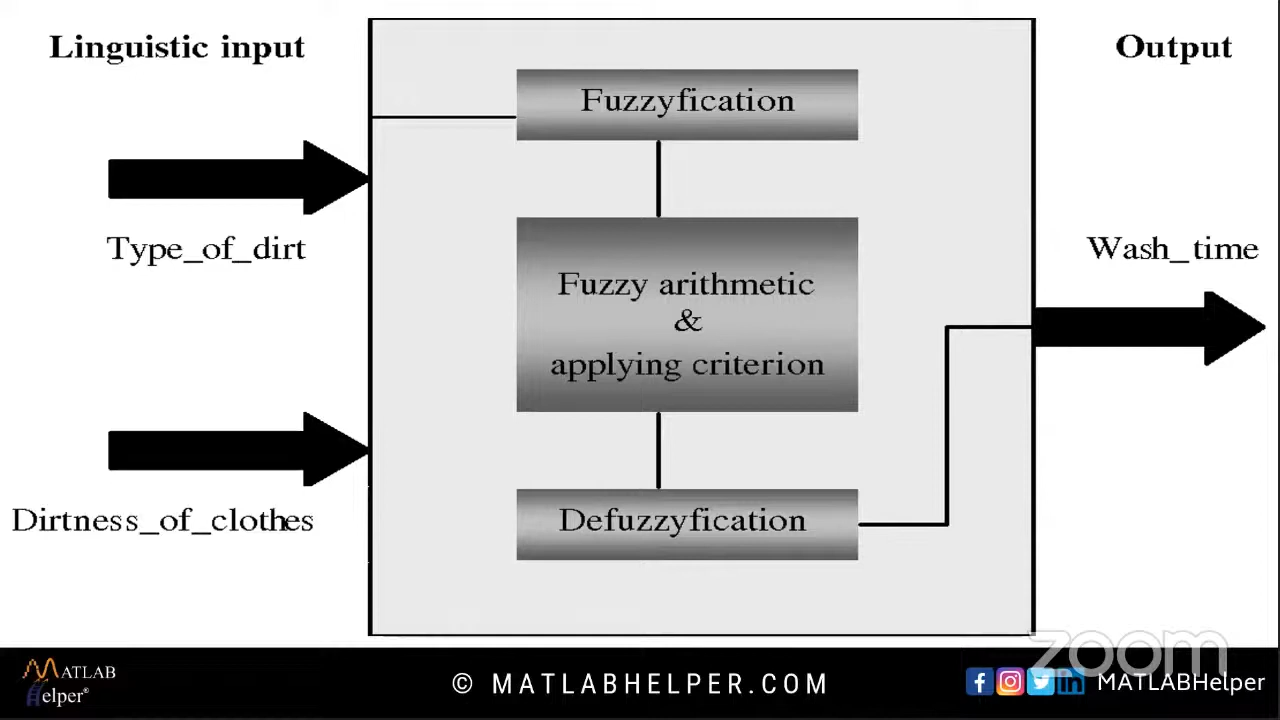 Linguistic input
Output
Fuzzyfication
Type_of_dirt
Wash_time
Fuzzy arithmetic
&
applying criterion
Dirtness_of_clothes
Defuzzyfication
zoom
MATLAB
Helper®
© MATLABHELPER.COM
MATLABHelper